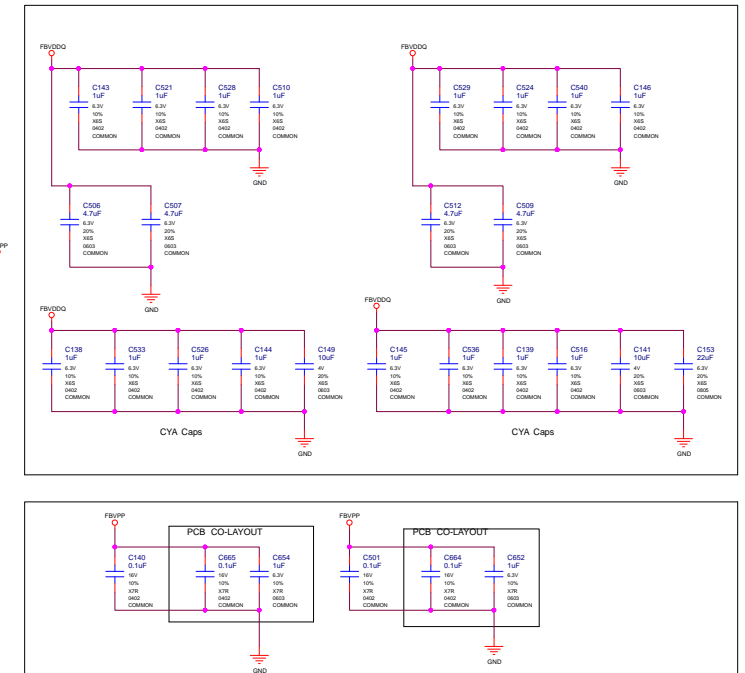 FBVDDQ
C143
1uF
6.3V
10%
X6S
0402
COMMON
C521
1uF
6.3V
10%
X6S
0402
COMMON
C528
1uF
6.3V
10%
X6S
0402
COMMON
C510
1uF
6.3V
10%
X6S
0402
COMMON
GND
C506
4.7uF
6.3V
20%
X6S
0603
COMMON
C507
4.7uF
6.3V
20%
X6S
0603
COMMON
GND
FBVDDQ
C529
1uF
6.3V
10%
X6S
0402
COMMON
C524
1uF
6.3V
10%
X6S
0402
COMMON
C540
1uF
6.3V
10%
X6S
0402
COMMON
C146
1uF
6.3V
10%
X6S
0402
COMMON
GND
C512
4.7uF
6.3V
20%
X6S
0603
COMMON
C509
4.7uF
6.3V
20%
X6S
0603
COMMON
GND
PP
FBVDDQ
C138
1uF
6.3V
10%
X6S
0402
COMMON
C533
1uF
6.3V
10%
X6S
0402
COMMON
C526
1uF
6.3V
10%
X6S
0402
COMMON
C144
1uF
6.3V
10%
X6S
0402
COMMON
C149
10uF
4V
20%
X6S
0603
COMMON
CYA Caps
GND
FBVDDQ
C145
1uF
6.3V
10%
X6S
0402
COMMON
C536
1uF
6.3V
10%
X6S
0402
COMMON
C139
1uF
6.3V
10%
X6S
0402
COMMON
C516
1uF
6.3V
10%
X6S
0402
COMMON
C141
10uF
4V
20%
X6S
0603
COMMON
C153
22uF
6.3V
20%
X6S
0805
COMMON
CYA Caps
GND
FBVPP
PCB CO-LAYOUT
C140
0.1uF
16V
10%
X7R
0402
COMMON
C665
0.1uF
16V
10%
X7R
0402
COMMON
C654
1uF
6.3V
10%
X7R
0603
COMMON
GND
FBVPP
PCB CO-LAYOUT
C501
0.1uF
16V
10%
X7R
0402
COMMON
C664
0.1uF
16V
10%
X7R
0402
COMMON
C652
1uF
6.3V
10%
X7R
0603
COMMON
GND